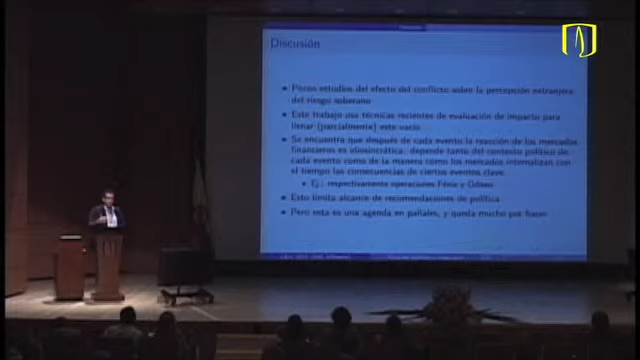 Discusión
Pocos estudios del efecto del conflicto sobre la percepción extranjera
del riesgo soberano
Este trabajo usa técnicas recientes de evaluación de impacto para
llenar (parcialmente) este vacío
Se encuentra que después de cada evento la reacción de los mercados
financieros es idiosincrática: depende tanto del contexto político de
cada evento como de la manera como los mercados internalizan con
el tiempo las consecuencias de ciertos eventos clave.
Ej.: respectivamente operaciones Fénix y Gótaro
Esto limita alcance de recomendaciones de política
Pero esta es una agenda en pañales, y queda mucho por hacer